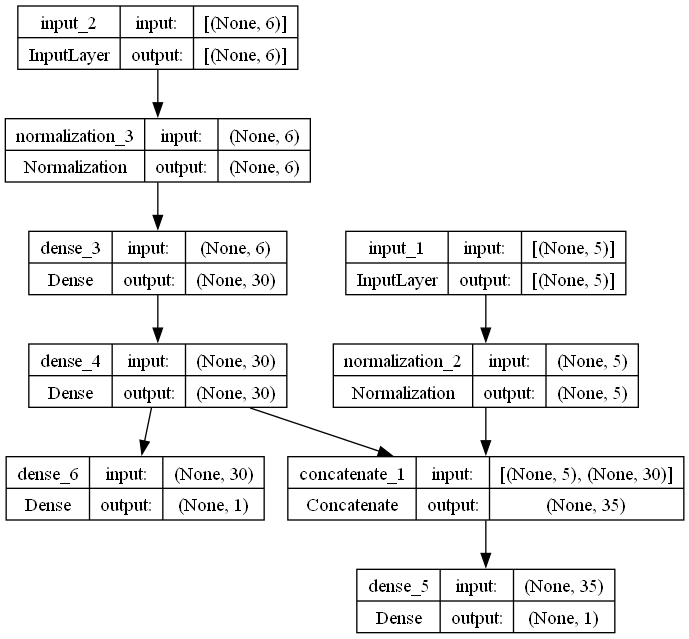 input_2 input: [(None, 6)]
InputLayer output: [(None, 6)]
normalization_3 input: (None, 6)
Normalization output: (None, 6)
dense_3 input: (None, 6)
Dense output: (None, 30)
input_1 input: [(None, 5)]
InputLayer output: [(None, 5)]
dense_4 input: (None, 30)
Dense output: (None, 30)
normalization_2 input: (None, 5)
Normalization output: (None, 5)
dense_6 input: (None, 30)
Dense output: (None, 1)
concatenate_1 input: [(None, 5), (None, 30)]
Concatenate output: (None, 35)
dense_5 input: (None, 35)
Dense output: (None, 1)